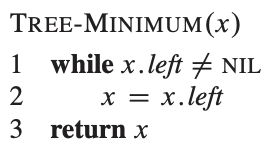 TREE-MINIMUM(x)
1 while x.left ≠ NIL
2 x = x.left
3 return x